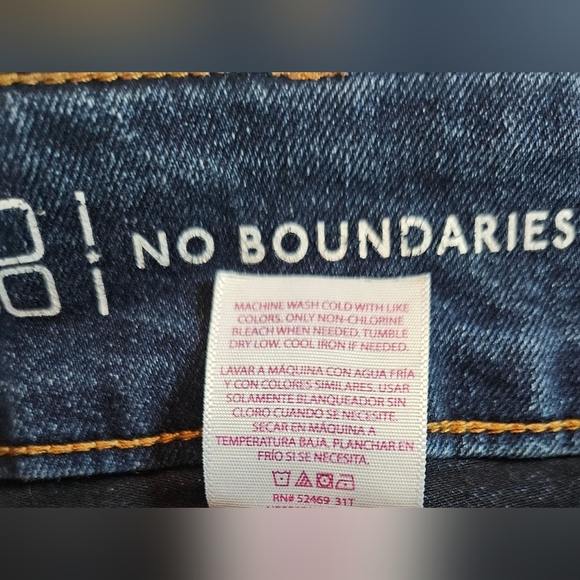 NO BOUNDARIES
MACHINE WASH COLD WITH LIKE
COLORS. ONLY NON-CHLORINE
BLEACH WHEN NEEDED. TUMBLE
DRY LOW. COOL IRON IF NEEDED.
LAVAR A MÁQUINA CON AGUA FRÍA
Y CON COLORES SIMILARES. USAR
SOLAMENTE BLANQUEADOR SIN
CLORO CUANDO SE NECESITE.
SECAR EN MÁQUINA A
TEMPERATURA BAJA. PLANCHAR EN
FRÍO SI SE NECESITA.
RN# 52469 31T